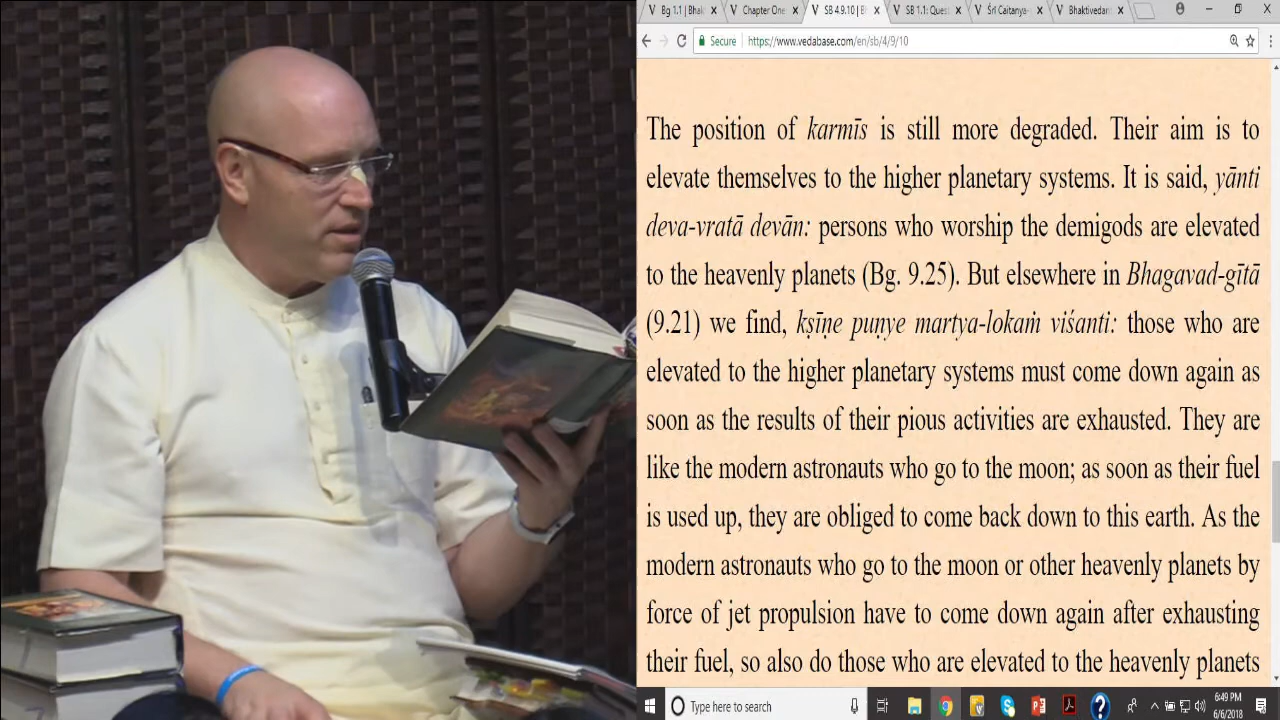 Bg 1.1 | Bhak
Chapter One
SB 4.9.10 | Bh
SB 1.1: Quest
Śrī Caitanya-
Bhaktivedant
Secure | https://www.vedabase.com/en/sb/4/9/10
The position of karmīs is still more degraded. Their aim is to
elevate themselves to the higher planetary systems. It is said, yānti
deva-vratā devān: persons who worship the demigods are elevated
to the heavenly planets (Bg. 9.25). But elsewhere in Bhagavad-gītā
(9.21) we find, kṣīṇe puṇye martya-lokaṁ viśanti: those who are
elevated to the higher planetary systems must come down again as
soon as the results of their pious activities are exhausted. They are
like the modern astronauts who go to the moon; as soon as their fuel
is used up, they are obliged to come back down to this earth. As the
modern astronauts who go to the moon or other heavenly planets by
force of jet propulsion have to come down again after exhausting
their fuel, so also do those who are elevated to the heavenly planets
Type here to search
6:49 PM
6/6/2018